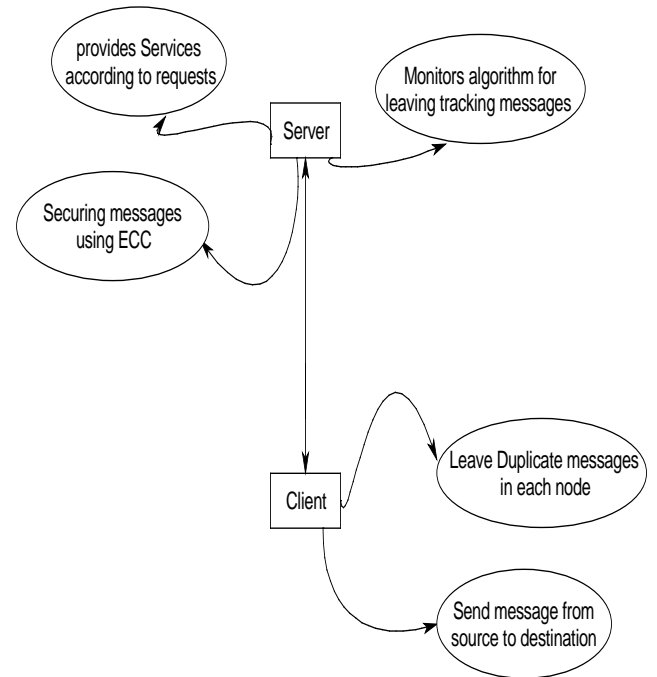 provides Services
according to requests
Monitors algorithm for
leaving tracking messages
Server
Securing messages
using ECC
Leave Duplicate messages
in each node
Client
Send message from
source to destination